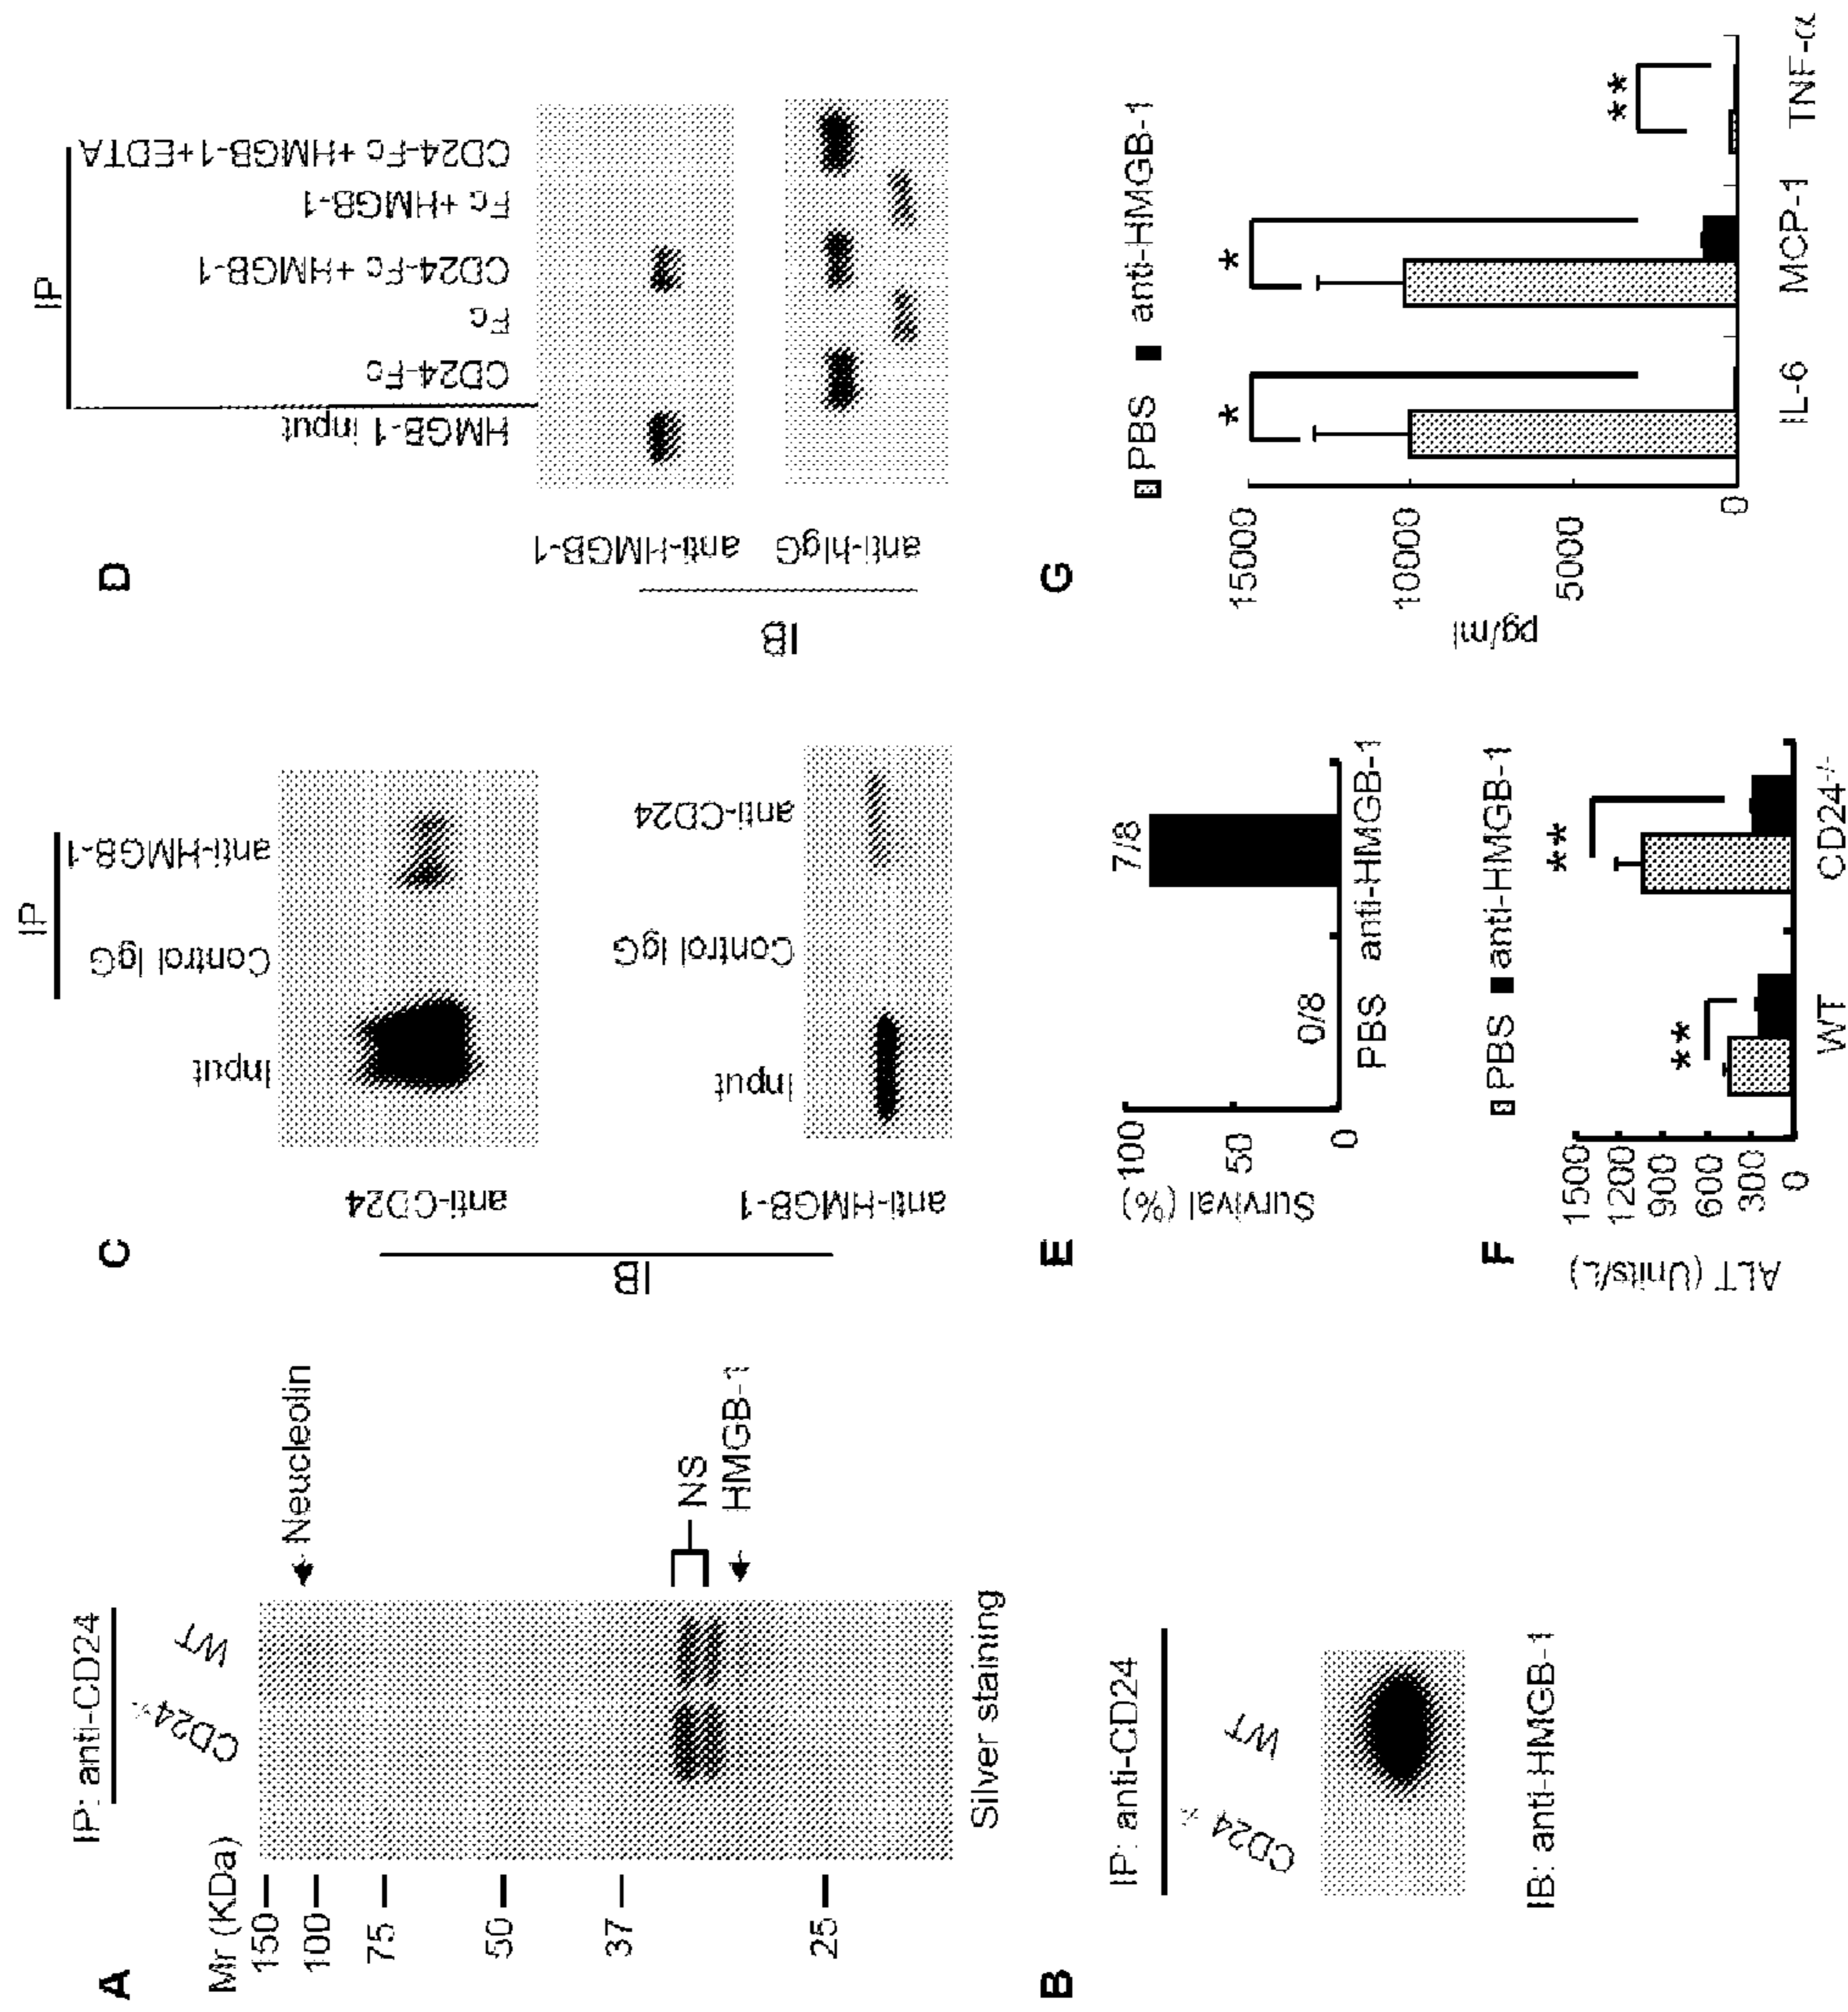 A
IP: anti-CD24
Mr (KDa)
CD24-/-
WT
150
100
75
50
37
25
Neucleolin
NS
HMGB-1
Silver staining
B
IP: anti-CD24
CD24-/-
WT
IB: anti-HMGB-1
C
IP
Input
Control IgG
anti-HMGB-1
anti-CD24
IB
Input
Control IgG
anti-CD24
anti-HMGB-1
D
IP
HMGB-1 input
CD24-Fc
Fc
CD24-Fc +HMGB-1
Fc +HMGB-1
CD24-Fc +HMGB-1+EDTA
anti-HMGB-1
IB
anti-hIgG
E
Survival (%)
100
50
0
0/8
7/8
PBS
anti-HMGB-1
F
PBS
anti-HMGB-1
ALT (Units/L)
1500
1200
900
600
300
0
**
**
WT
CD24-/-
G
PBS
anti-HMGB-1
pg/ml
15000
10000
5000
0
*
*
**
IL-6
MCP-1
TNF-α